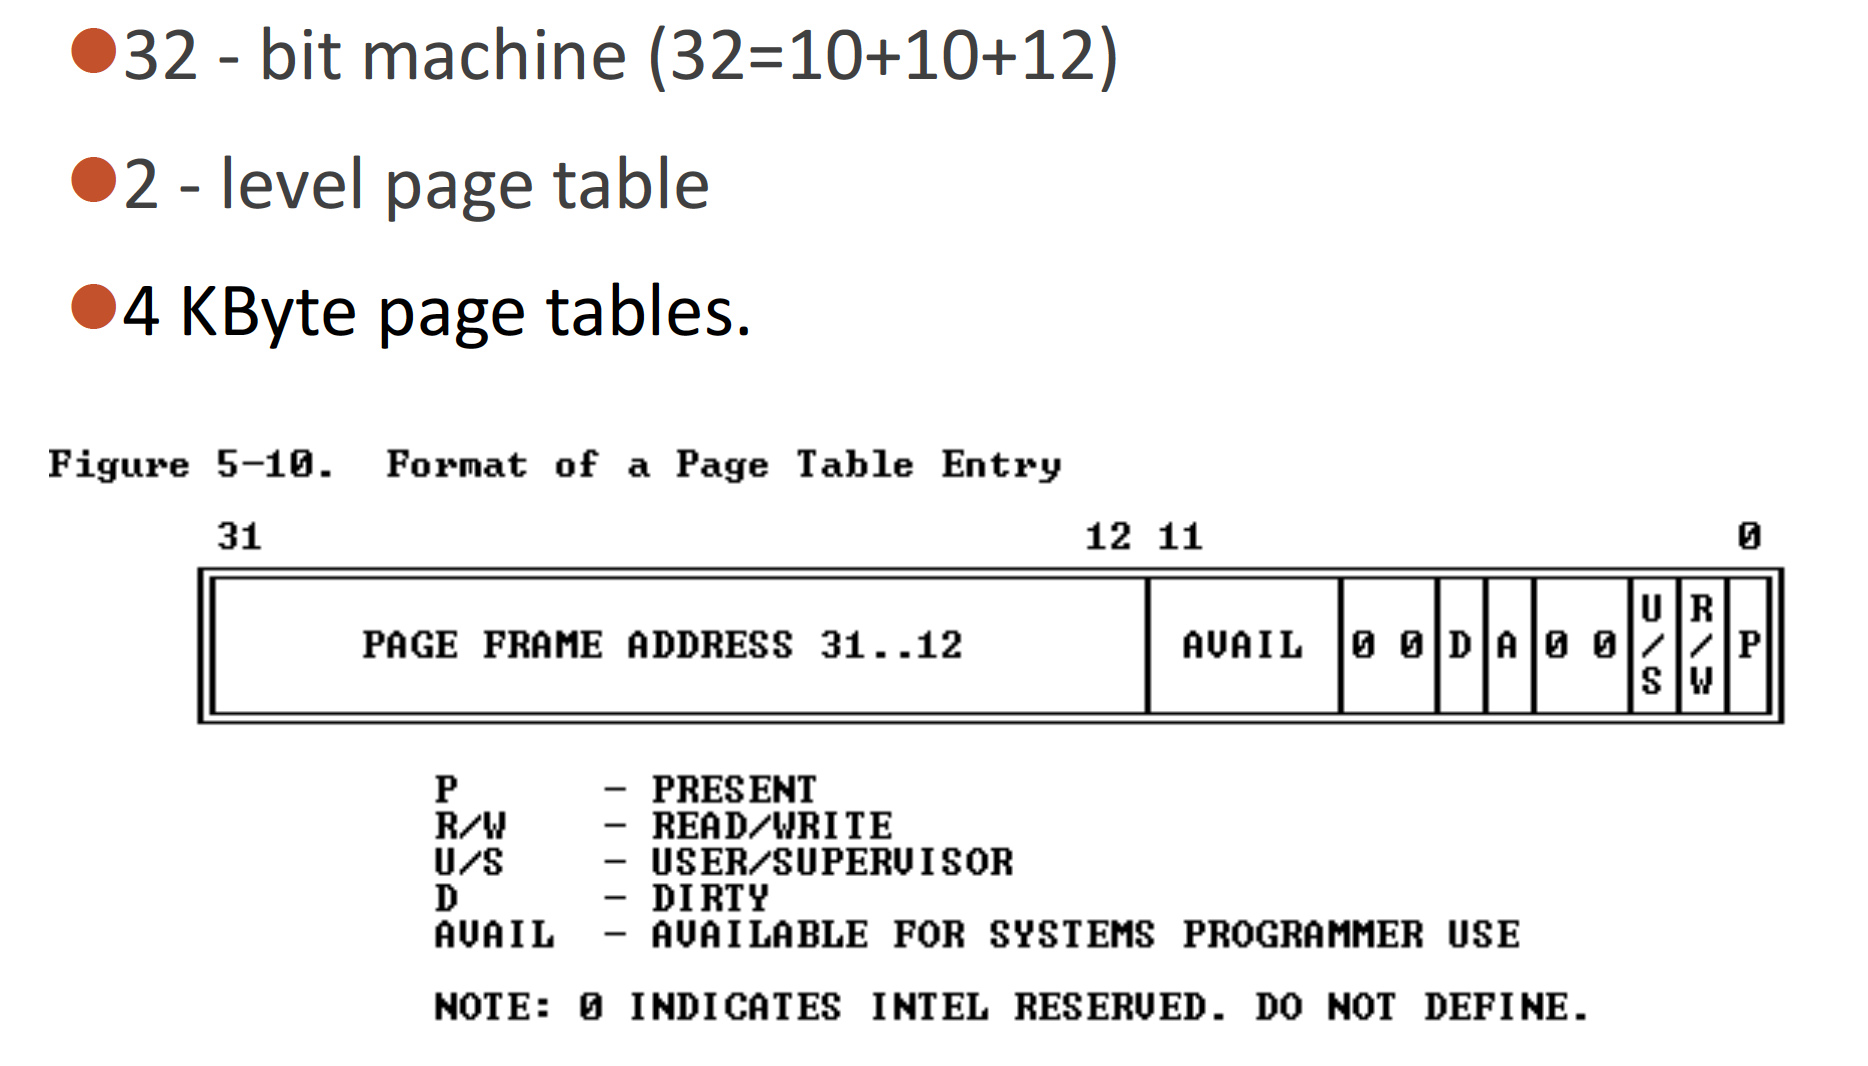 ●32 - bit machine (32=10+10+12)
●2 - level page table
●4 KByte page tables.
Figure 5-10. Format of a Page Table Entry
31 12 11 0
PAGE FRAME ADDRESS 31..12 AVAIL 0 0 D A 0 0 U/S R/W P
P - PRESENT
R/W - READ/WRITE
U/S - USER/SUPERVISOR
D - DIRTY
AVAIL - AVAILABLE FOR SYSTEMS PROGRAMMER USE
NOTE: 0 INDICATES INTEL RESERVED. DO NOT DEFINE.